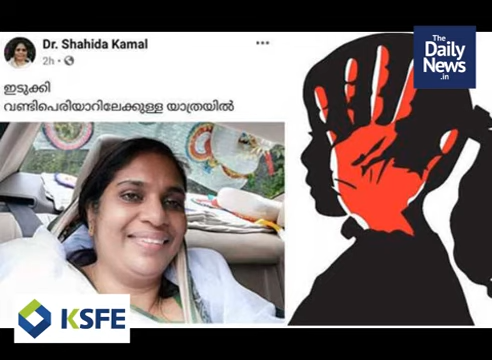 Dr. Shahida Kamal
2h
ഇടുക്കി
വണ്ടിപെരിയാറിലേക്കുള്ള യാത്രയിൽ
The
Daily
News
.in
KSFE